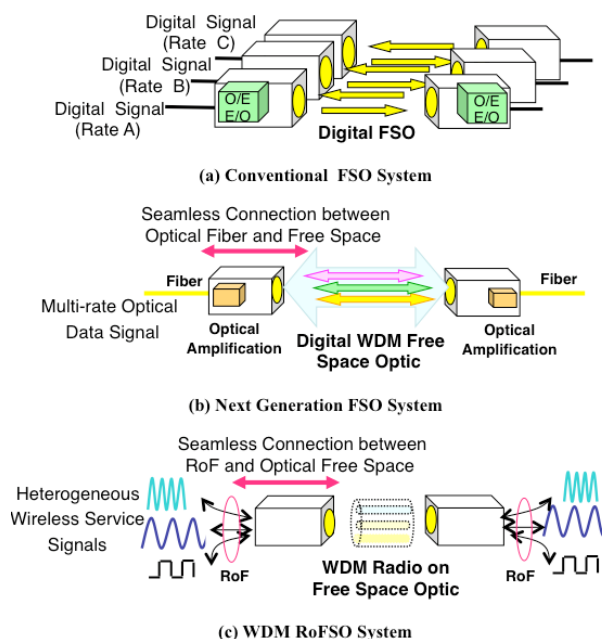 Digital Signal
(Rate C)
Digital Signal
(Rate B)
Digital Signal
(Rate A)
O/E
E/O
O/E
E/O
Digital FSO
(a) Conventional FSO System
Seamless Connection between
Optical Fiber and Free Space
Fiber
Fiber
Multi-rate Optical
Data Signal
Optical
Amplification
Digital WDM Free
Space Optic
Optical
Amplification
(b) Next Generation FSO System
Seamless Connection between
RoF and Optical Free Space
Heterogeneous
Wireless Service
Signals
RoF
WDM Radio on
Free Space Optic
RoF
(c) WDM RoFSO System